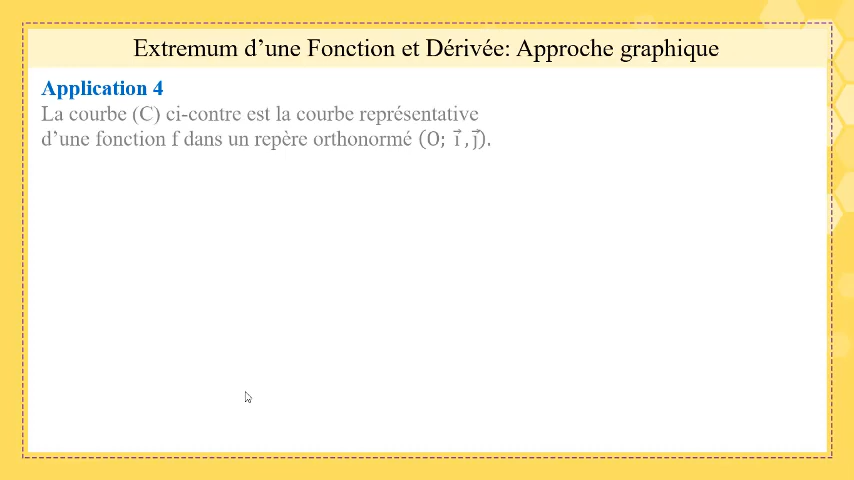 Extremum d’une Fonction et Dérivée: Approche graphique
Application 4
La courbe (C) ci-contre est la courbe représentative
d’une fonction f dans un repère orthonormé (O; ı⃗ , ȷ⃗).